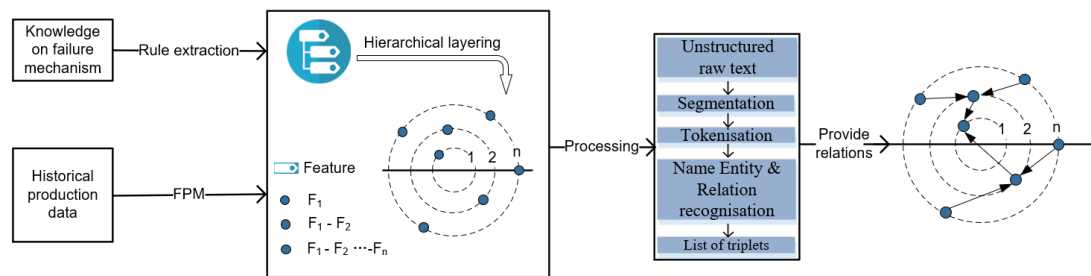 Knowledge
on failure
mechanism
Rule extraction
Historical
production
data
FPM
Hierarchical layering
Feature
F₁
F₁ - F₂
F₁ - F₂ ···-Fₙ
1 2 n
Processing
Unstructured
raw text
Segmentation
Tokenisation
Name Entity &
Relation
recognisation
List of triplets
Provide
relations
1 2 n